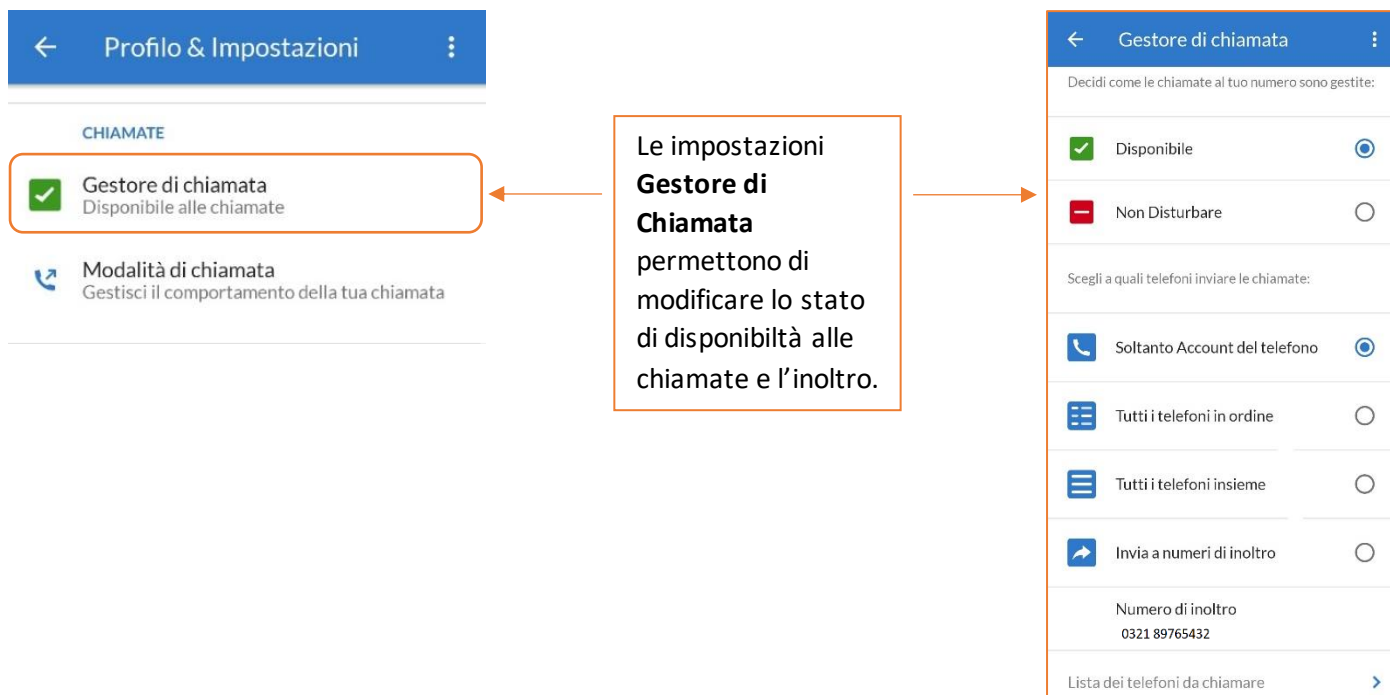 Profilo & Impostazioni
CHIAMATE
Gestore di chiamata
Disponibile alle chiamate
Modalità di chiamata
Gestisci il comportamento della tua chiamata
Le impostazioni
Gestore di
Chiamata
permettono di
modificare lo stato
di disponibiltà alle
chiamate e l’inoltro.
Gestore di chiamata
Decidi come le chiamate al tuo numero sono gestite:
Disponibile
Non Disturbare
Scegli a quali telefoni inviare le chiamate:
Soltanto Account del telefono
Tutti i telefoni in ordine
Tutti i telefoni insieme
Invia a numeri di inoltro
Numero di inoltro
0321 89765432
Lista dei telefoni da chiamare